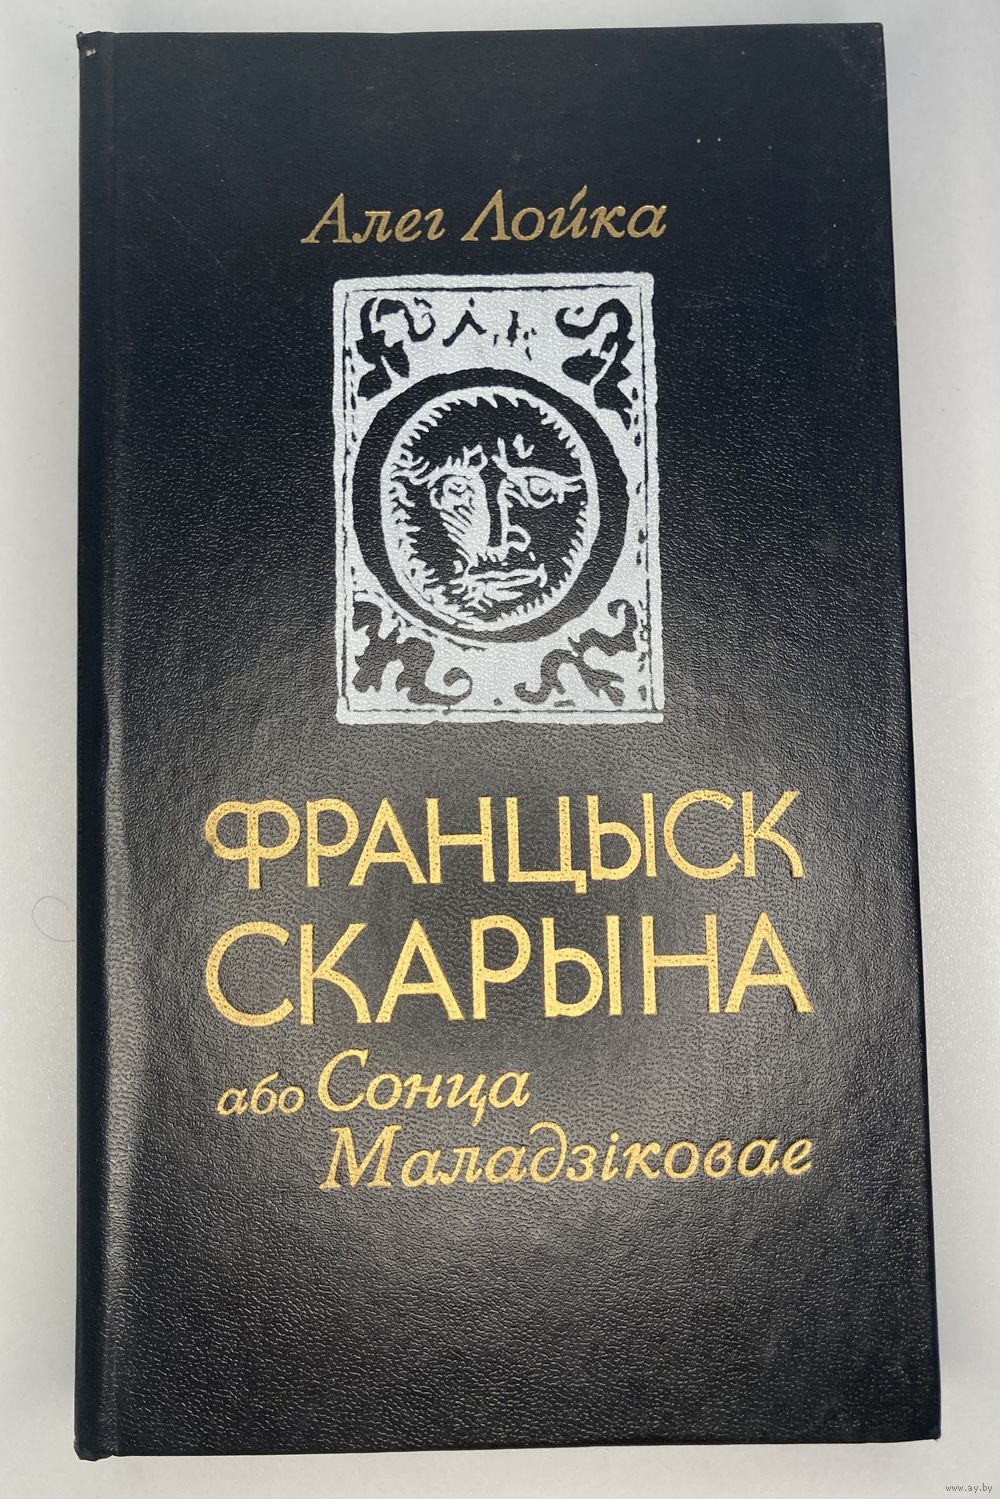 Алег Лойка
ФРАНЦЫСК
СКАРЫНА
або Сонца
Маладзіковае
www.ay.by